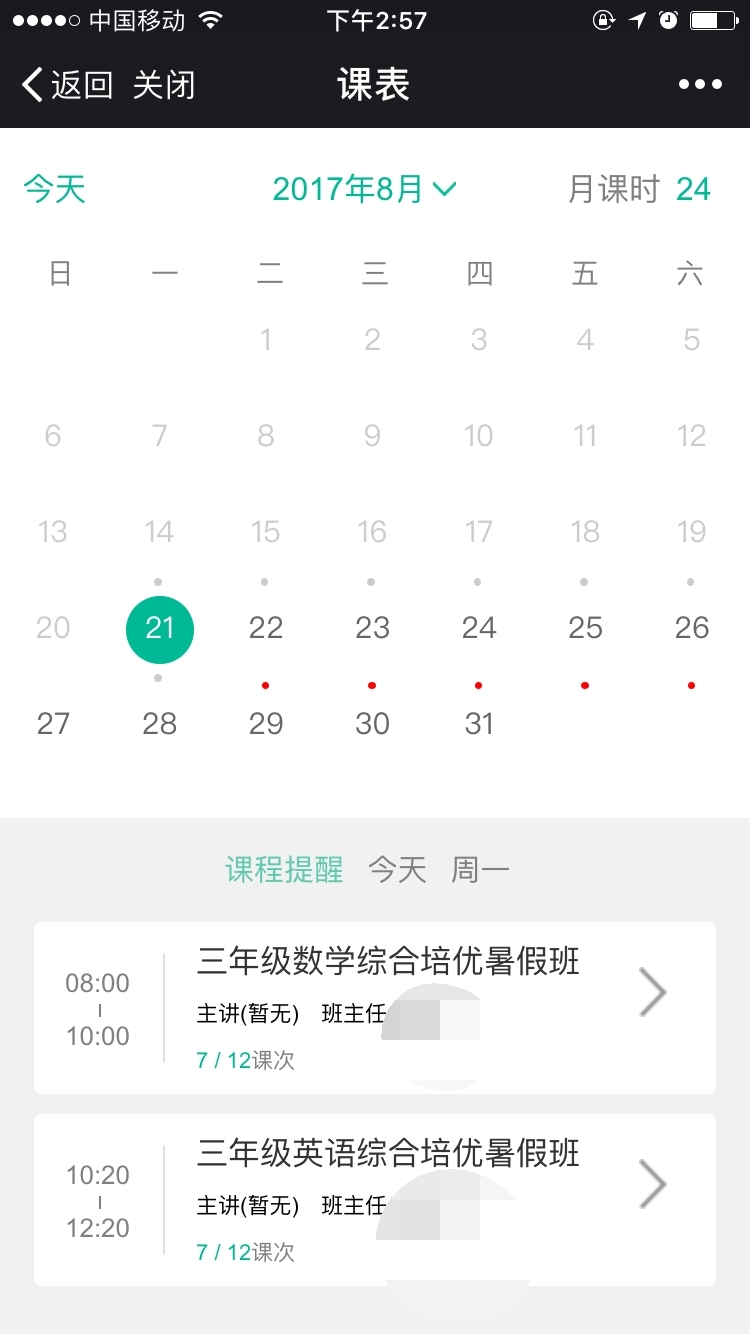 中国移动 下午2:57
返回 关闭 课表
今天 2017年8月 月课时 24
日 一 二 三 四 五 六
1 2 3 4 5
6 7 8 9 10 11 12
13 14 15 16 17 18 19
20 21 22 23 24 25 26
27 28 29 30 31
课程提醒 今天 周一
三年级数学综合培优暑假班
08:00
主讲(暂无) 班主任
10:00
7 / 12课次
三年级英语综合培优暑假班
10:20
主讲(暂无) 班主任
12:20
7 / 12课次